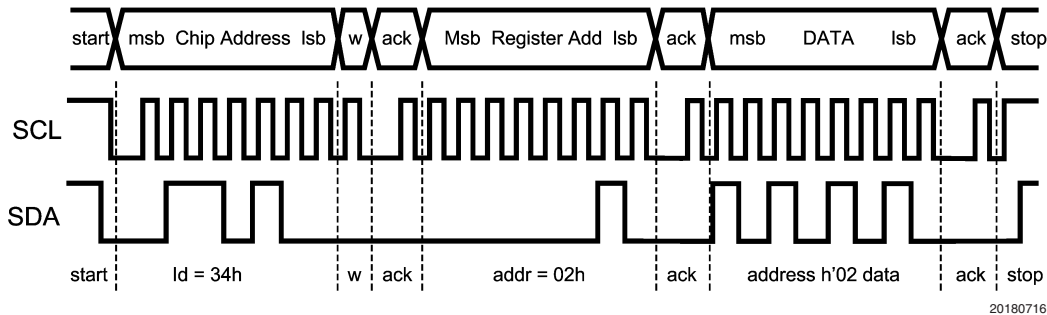 start msb Chip Address lsb w ack Msb Register Add lsb ack msb DATA lsb ack stop
SCL
SDA
start Id = 34h w ack addr = 02h ack address h'02 data ack stop
20180716